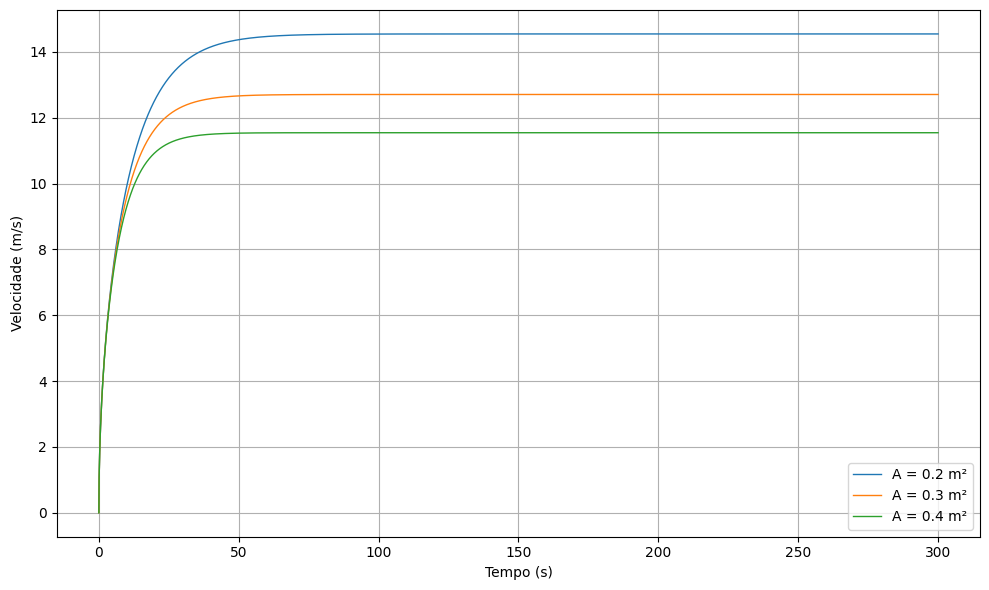 14
12
10
8
6
4
2
0
Velocidade (m/s)
A = 0.2 m²
A = 0.3 m²
A = 0.4 m²
0 50 100 150 200 250 300
Tempo (s)